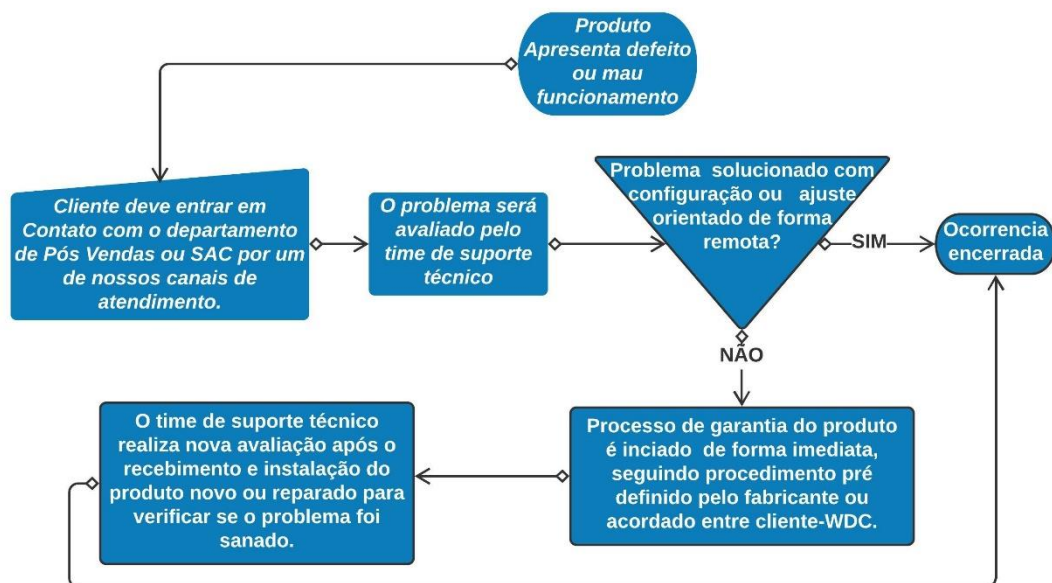 Produto
Apresenta defeito
ou mau
funcionamento
Cliente deve entrar em
Contato com o departamento
de Pós Vendas ou SAC por um
de nossos canais de
atendimento.
O problema será
avaliado pelo
time de suporte
técnico
Problema solucionado com
configuração ou ajuste
orientado de forma
remota?
SIM
Ocorrencia
encerrada
NÃO
Processo de garantia do produto
é inciado de forma imediata,
seguindo procedimento pré
definido pelo fabricante ou
acordado entre cliente-WDC.
O time de suporte técnico
realiza nova avaliação após o
recebimento e instalação do
produto novo ou reparado para
verificar se o problema foi
sanado.